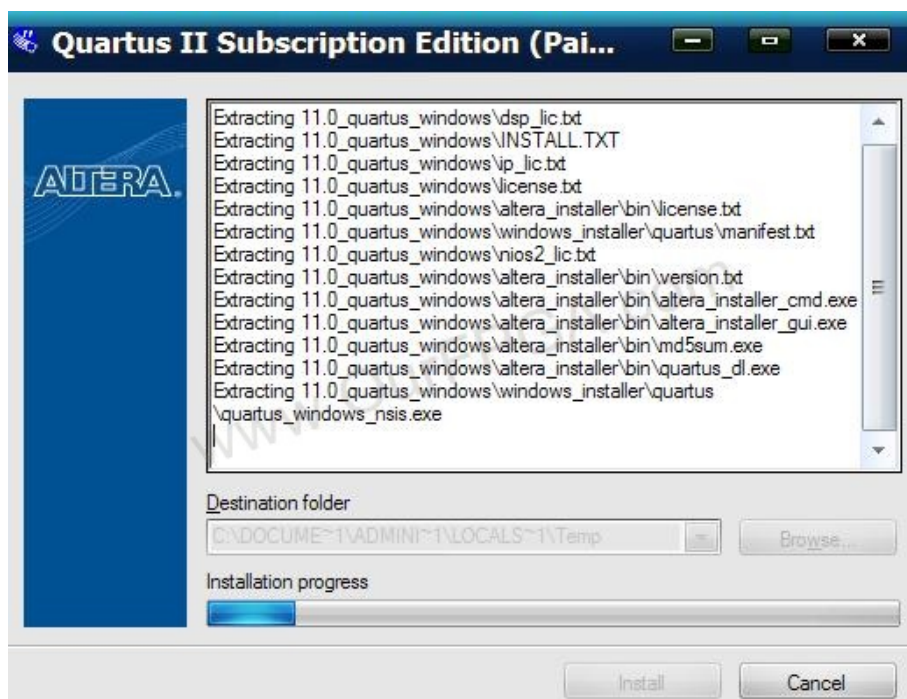 Quartus II Subscription Edition (Pai...
ALTERA.
Extracting 11.0_quartus_windows\dsp_lic.txt
Extracting 11.0_quartus_windows\INSTALL.TXT
Extracting 11.0_quartus_windows\ip_lic.txt
Extracting 11.0_quartus_windows\license.txt
Extracting 11.0_quartus_windows\altera_installer\bin\license.txt
Extracting 11.0_quartus_windows\windows_installer\quartus\manifest.txt
Extracting 11.0_quartus_windows\nios2_lic.txt
Extracting 11.0_quartus_windows\altera_installer\bin\version.txt
Extracting 11.0_quartus_windows\altera_installer\bin\altera_installer_cmd.exe
Extracting 11.0_quartus_windows\altera_installer\bin\altera_installer_gui.exe
Extracting 11.0_quartus_windows\altera_installer\bin\md5sum.exe
Extracting 11.0_quartus_windows\altera_installer\bin\quartus_dl.exe
Extracting 11.0_quartus_windows\windows_installer\quartus
\quartus_windows_nsis.exe
www.OurFPGA.com
Destination folder
C:\DOCUME~1\ADMINI~1\LOCALS~1\Temp
Browse...
Installation progress
Install
Cancel